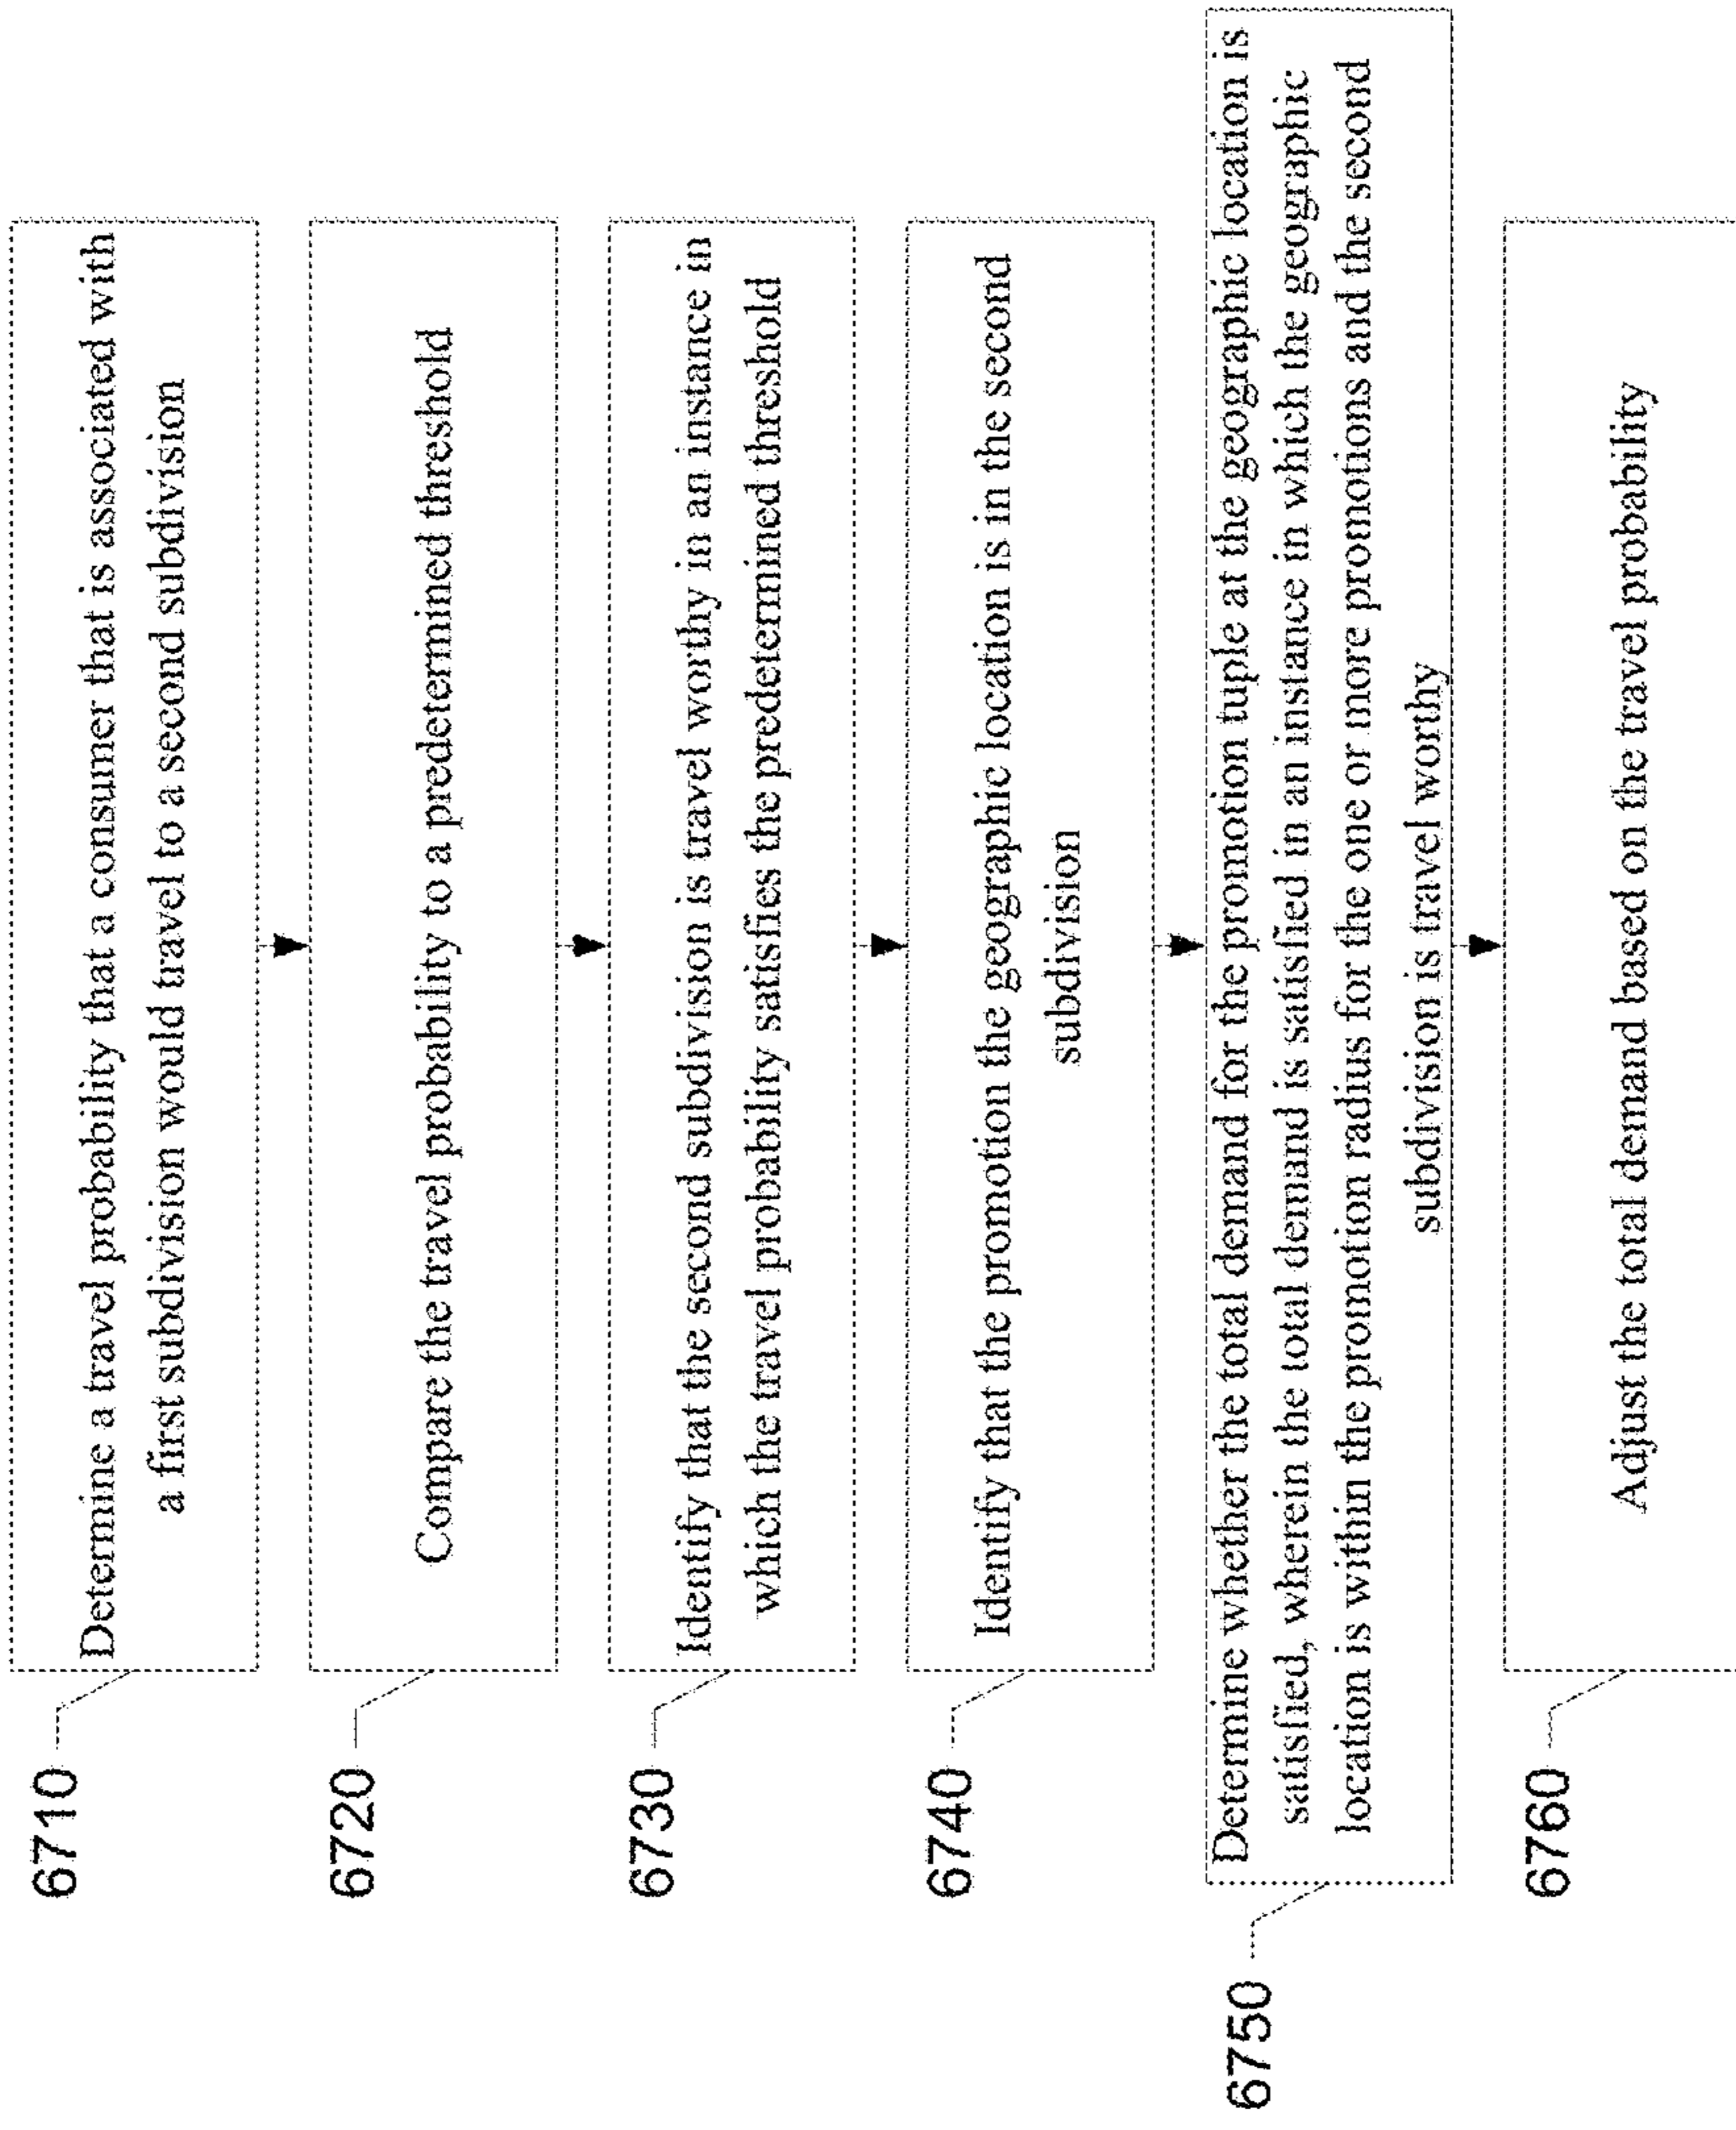 6710
Determine a travel probability that a consumer that is associated with
a first subdivision would travel to a second subdivision
6720
Compare the travel probability to a predetermined threshold
6730
Identify that the second subdivision is travel worthy in an instance in
which the travel probability satisfies the predetermined threshold
6740
Identify that the promotion the geographic location is in the second
subdivision
6750
Determine whether the total demand for the promotion tuple at the geographic location is
satisfied, wherein the total demand is satisfied in an instance in which the geographic
location is within the promotion radius for the one or more promotions and the second
subdivision is travel worthy
6760
Adjust the total demand based on the travel probability